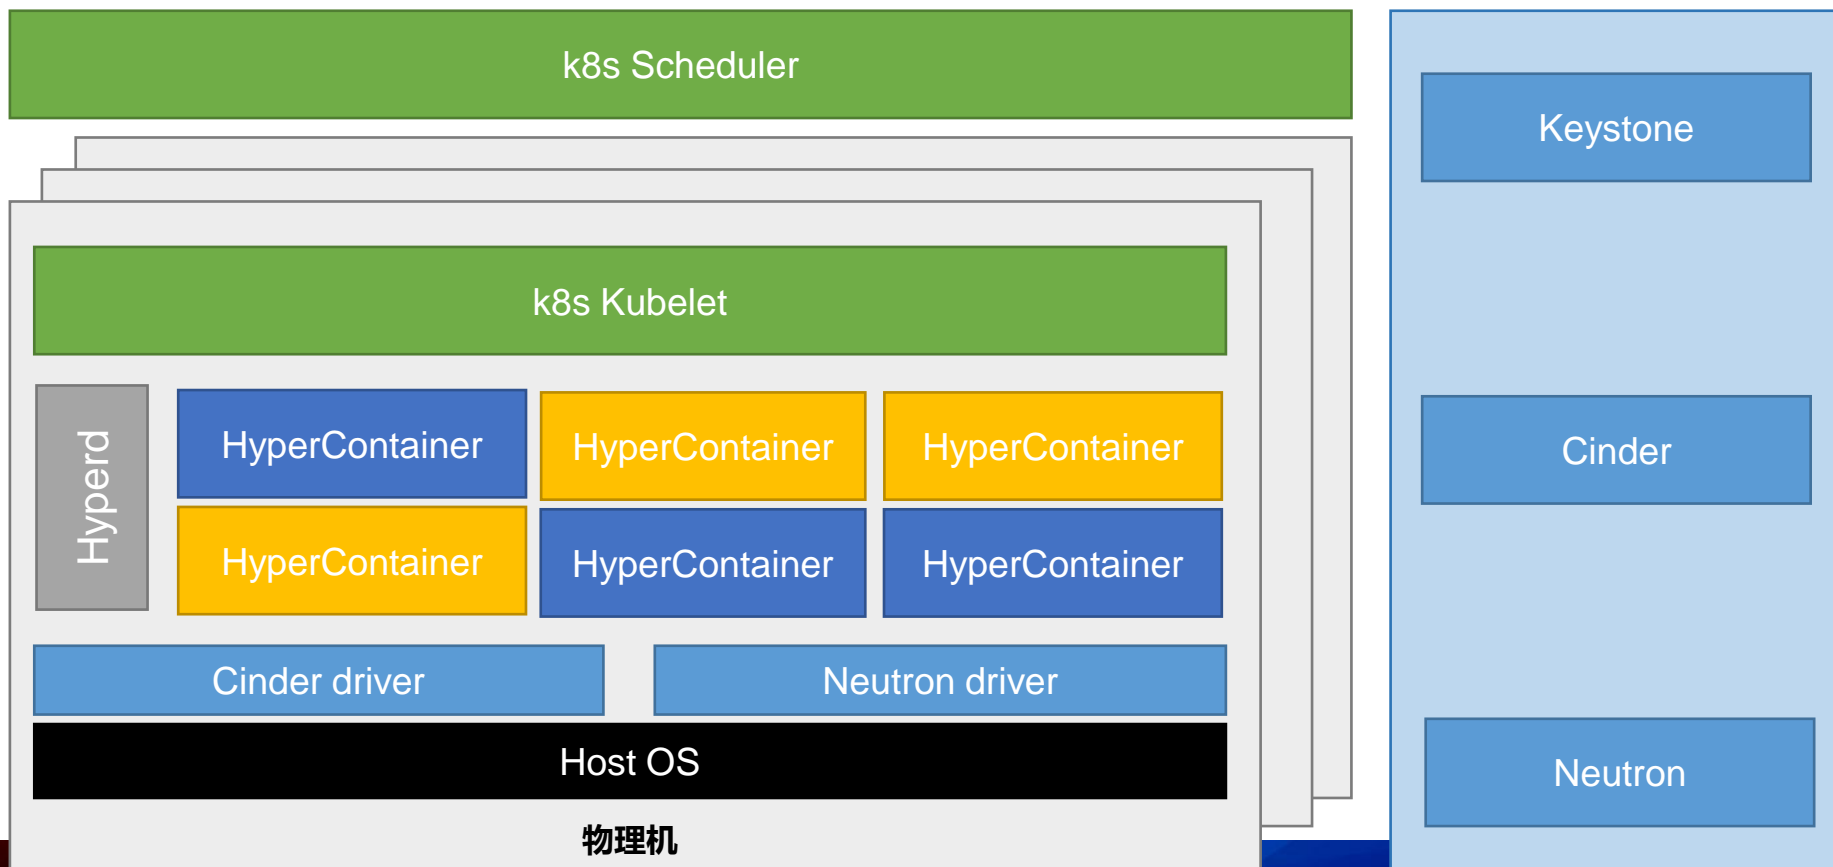 k8s Scheduler
k8s Kubelet
Hyperd
HyperContainer
HyperContainer
HyperContainer
HyperContainer
HyperContainer
HyperContainer
Cinder driver
Neutron driver
Host OS
物理机
Keystone
Cinder
Neutron